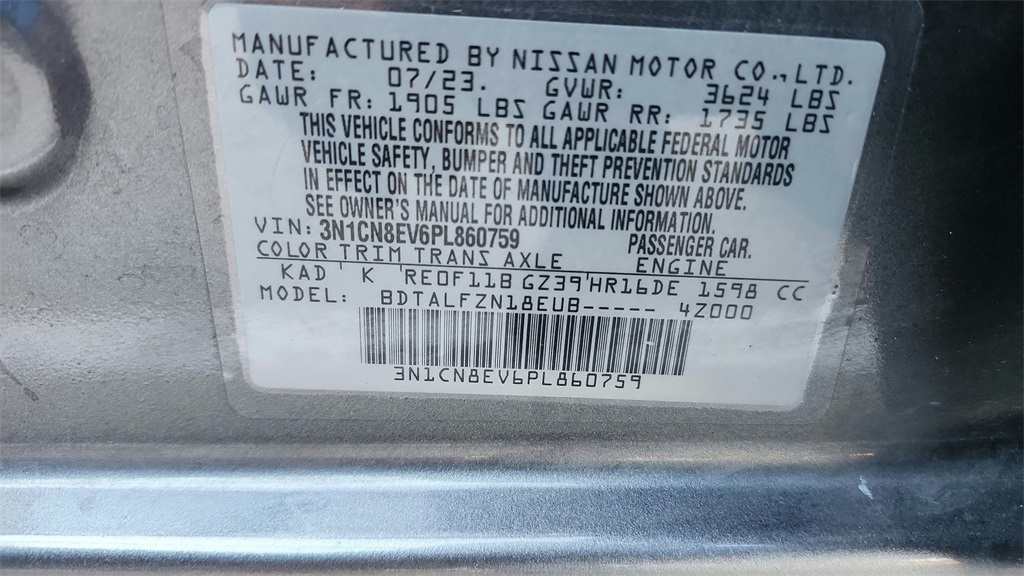 MANUFACTURED BY NISSAN MOTOR CO., LTD.
DATE: 07/23. GVWR: 3624 LBS
GAWR FR: 1905 LBS GAWR RR: 1735 LBS
THIS VEHICLE CONFORMS TO ALL APPLICABLE FEDERAL MOTOR
VEHICLE SAFETY, BUMPER AND THEFT PREVENTION STANDARDS
IN EFFECT ON THE DATE OF MANUFACTURE SHOWN ABOVE.
SEE OWNER'S MANUAL FOR ADDITIONAL INFORMATION.
VIN: 3N1CN8EV6PL860759 PASSENGER CAR.
COLOR TRIM TRANS AXLE ENGINE
KAD ' K 'RE0F11B GZ39'HR16DE 1598 CC
MODEL: BDTALFZN18EUB----- 4Z000
3N1CN8EV6PL860759